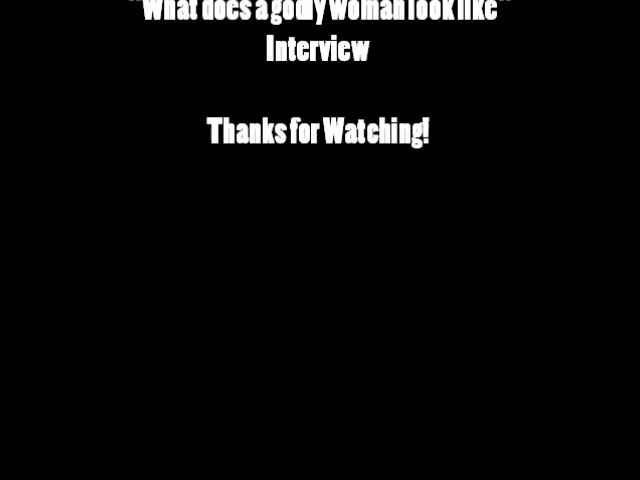 "What does a godly woman look like"
Interview
Thanks for Watching!